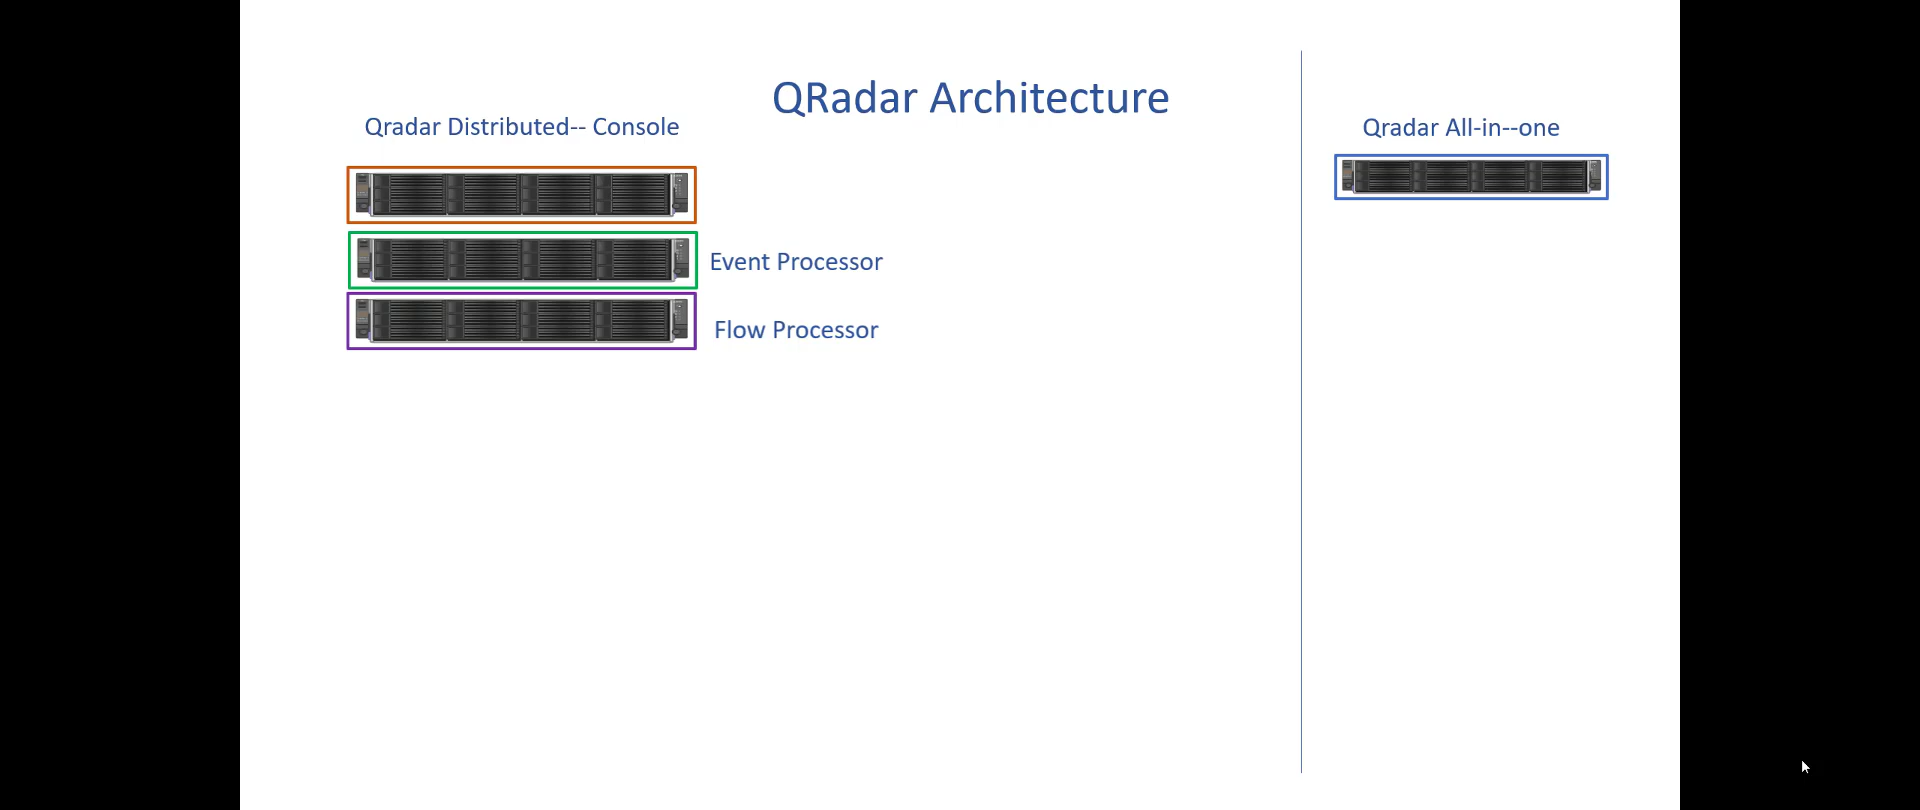 QRadar Architecture
Qradar Distributed-- Console
Event Processor
Flow Processor
Qradar All-in--one